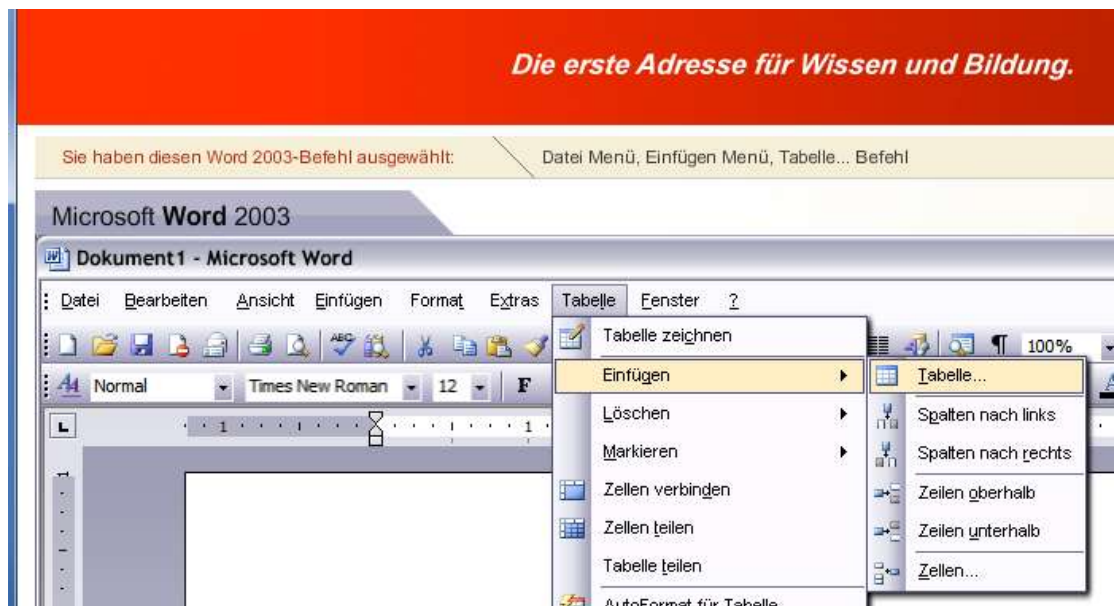 Die erste Adresse für Wissen und Bildung.
Sie haben diesen Word 2003-Befehl ausgewählt:
Datei Menü, Einfügen Menü, Tabelle... Befehl
Microsoft Word 2003
Dokument1 - Microsoft Word
Datei Bearbeiten Ansicht Einfügen Format Extras Tabelle Fenster ?
Tabelle zeichnen
100%
Normal Times New Roman 12 F
Einfügen
Tabelle...
Löschen
Spalten nach links
Markieren
Spalten nach rechts
Zellen verbinden
Zeilen oberhalb
Zellen teilen
Zeilen unterhalb
Tabelle teilen
Zellen...
AutoFormat für Tabelle